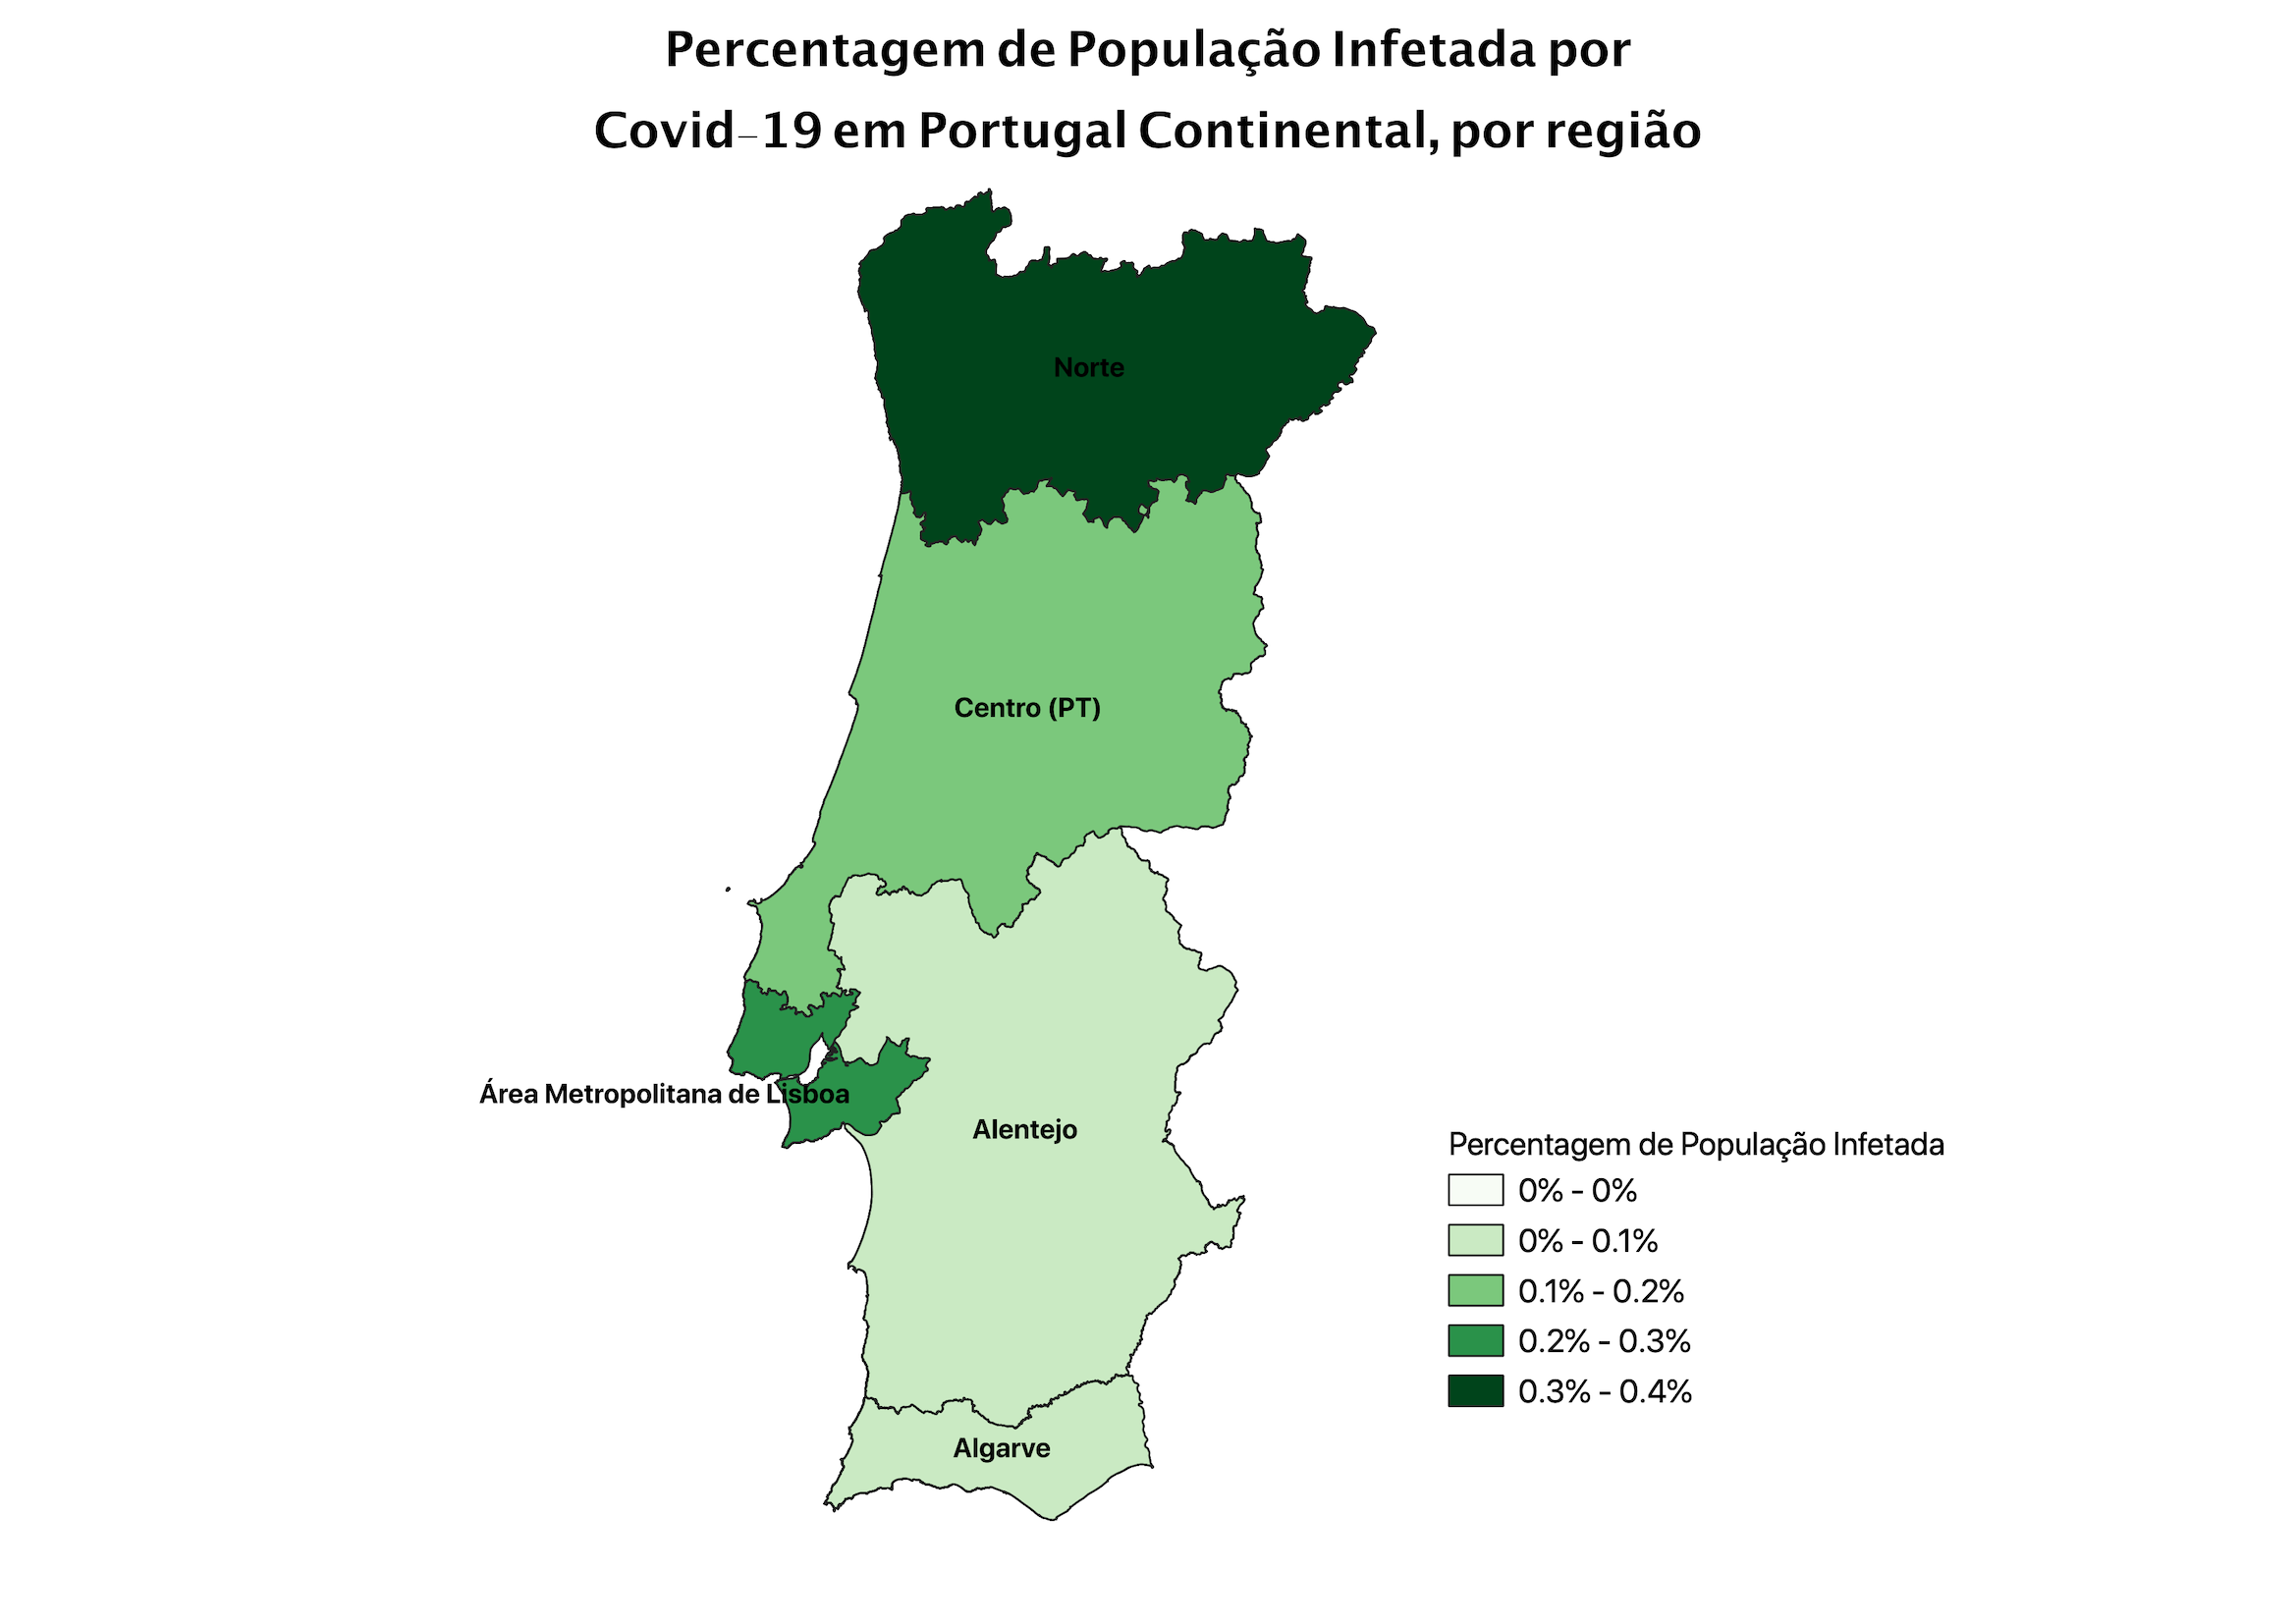 Percentagem de População Infetada por
Covid–19 em Portugal Continental, por região
Norte
Centro (PT)
Área Metropolitana de Lisboa
Alentejo
Algarve
Percentagem de População Infetada
0% - 0%
0% - 0.1%
0.1% - 0.2%
0.2% - 0.3%
0.3% - 0.4%